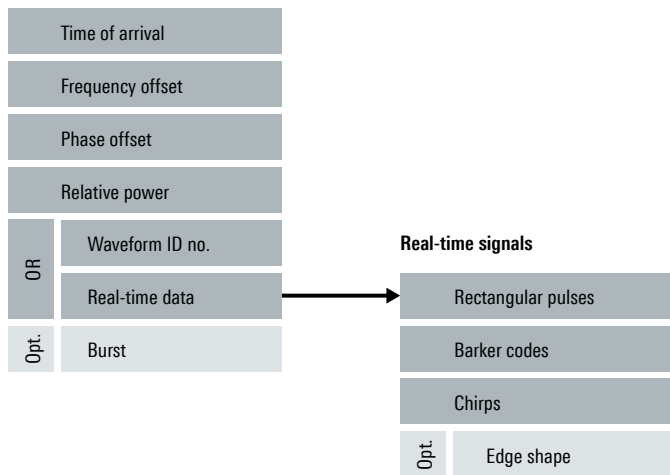 Time of arrival
Frequency offset
Phase offset
Relative power
OR
Waveform ID no.
Real-time data
Opt.
Burst
Real-time signals
Rectangular pulses
Barker codes
Chirps
Opt.
Edge shape